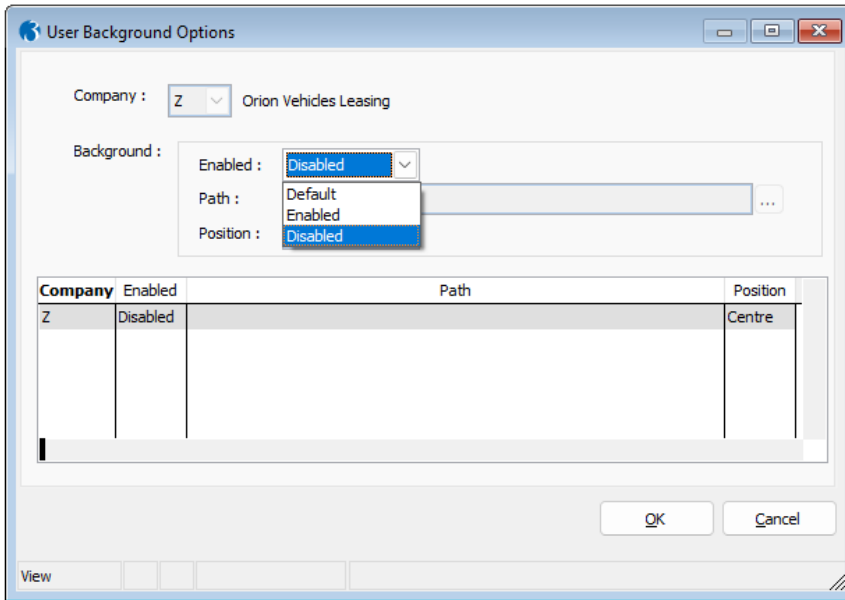 User Background Options
Company : Z Orion Vehicles Leasing
Background :
Enabled : Disabled
Path : Default ...
Enabled
Position : Disabled
Company Enabled Path Position
Z Disabled Centre
OK Cancel
View